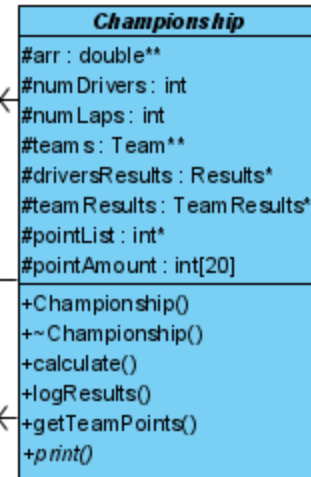 Championship
#arr : double**
#numDrivers : int
#numLaps : int
#teams : Team**
#driversResults : Results*
#teamResults : TeamResults*
#pointList : int*
#pointAmount : int[20]
+Championship()
+~Championship()
+calculate()
+logResults()
+getTeamPoints()
+print()